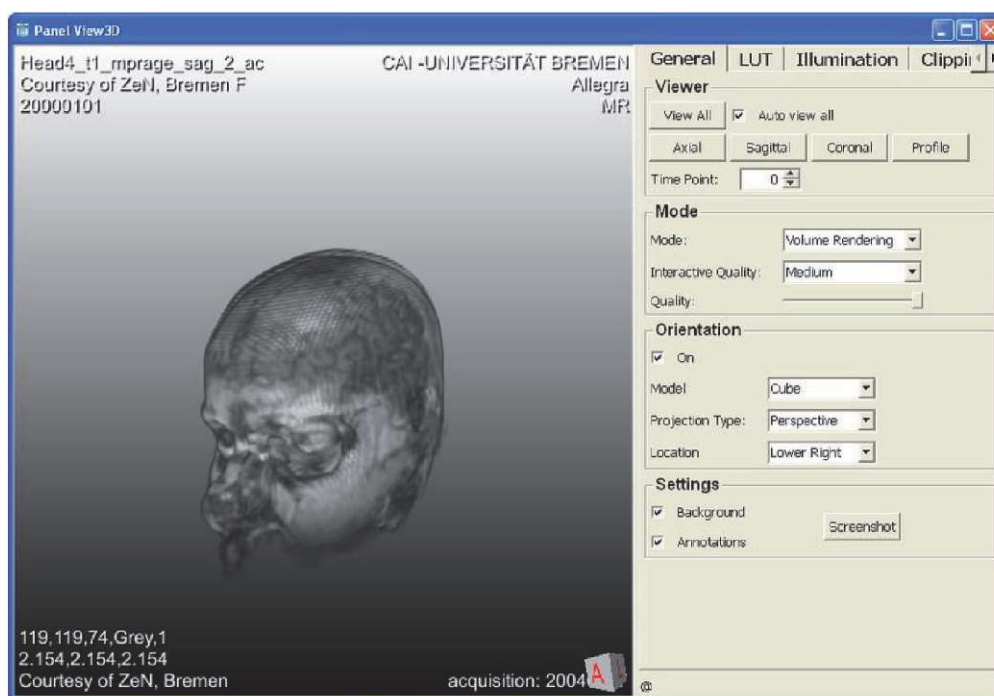 Panel View3D
Head4_t1_mprage_sag_2_ac
Courtesy of ZeN, Bremen F
20000101
CAI -UNIVERSITÄT BREMEN
Allegra
MR
119,119,74,Grey,1
2.154,2.154,2.154
Courtesy of ZeN, Bremen
acquisition: 2004
A
General LUT Illumination Clippi
Viewer
View All Auto view all
Axial Sagittal Coronal Profile
Time Point: 0
Mode
Mode: Volume Rendering
Interactive Quality: Medium
Quality:
Orientation
On
Model Cube
Projection Type: Perspective
Location Lower Right
Settings
Background
Screenshot
Annotations
@